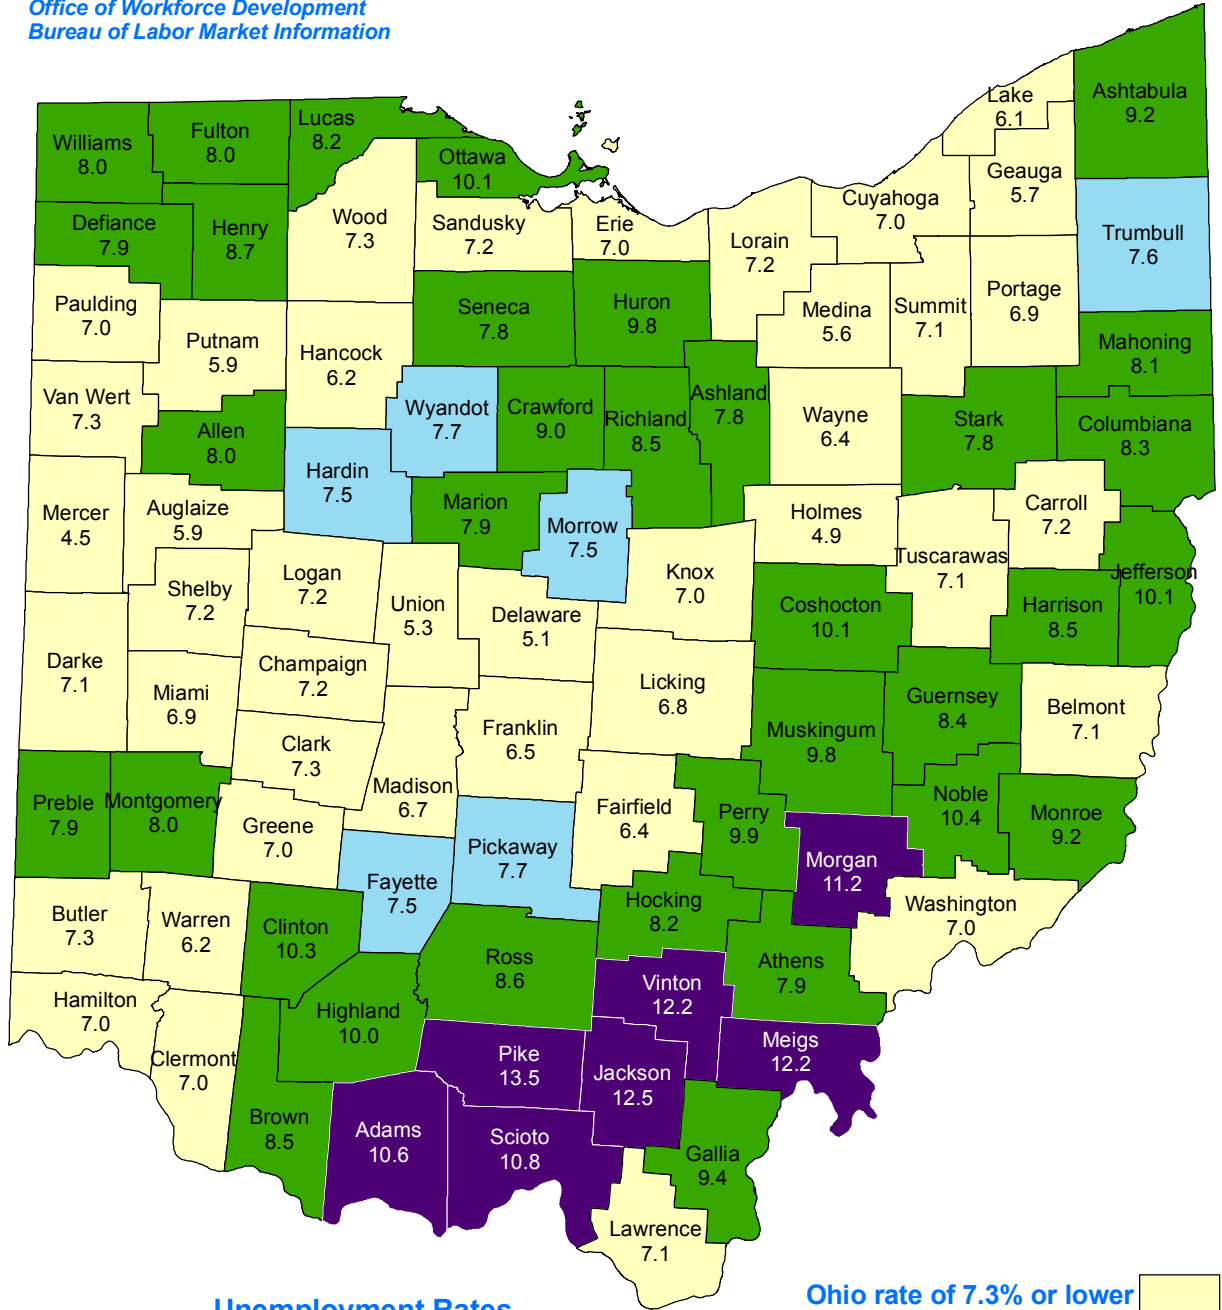 Office of Workforce Development
Bureau of Labor Market Information
Lake
6.1
Ashtabula
9.2
Williams
8.0
Fulton
8.0
Lucas
8.2
Ottawa
10.1
Geauga
5.7
Cuyahoga
7.0
Defiance
7.9
Henry
8.7
Wood
7.3
Sandusky
7.2
Erie
7.0
Lorain
7.2
Trumbull
7.6
Paulding
7.0
Putnam
5.9
Hancock
6.2
Seneca
7.8
Huron
9.8
Medina
5.6
Summit
7.1
Portage
6.9
Mahoning
8.1
Van Wert
7.3
Allen
8.0
Wyandot
7.7
Crawford
9.0
Richland
8.5
Ashland
7.8
Wayne
6.4
Stark
7.8
Columbiana
8.3
Hardin
7.5
Mercer
4.5
Auglaize
5.9
Marion
7.9
Morrow
7.5
Holmes
4.9
Carroll
7.2
Tuscarawas
7.1
Jefferson
10.1
Shelby
7.2
Logan
7.2
Union
5.3
Delaware
5.1
Knox
7.0
Coshocton
10.1
Harrison
8.5
Darke
7.1
Miami
6.9
Champaign
7.2
Licking
6.8
Guernsey
8.4
Belmont
7.1
Clark
7.3
Madison
6.7
Franklin
6.5
Muskingum
9.8
Preble
7.9
Montgomery
8.0
Greene
7.0
Fairfield
6.4
Perry
9.9
Noble
10.4
Monroe
9.2
Pickaway
7.7
Fayette
7.5
Morgan
11.2
Washington
7.0
Butler
7.3
Warren
6.2
Clinton
10.3
Hocking
8.2
Ross
8.6
Athens
7.9
Vinton
12.2
Hamilton
7.0
Highland
10.0
Meigs
12.2
Clermont
7.0
Pike
13.5
Jackson
12.5
Brown
8.5
Adams
10.6
Scioto
10.8
Gallia
9.4
Lawrence
7.1
Unemployment Rates
Ohio rate of 7.3% or lower